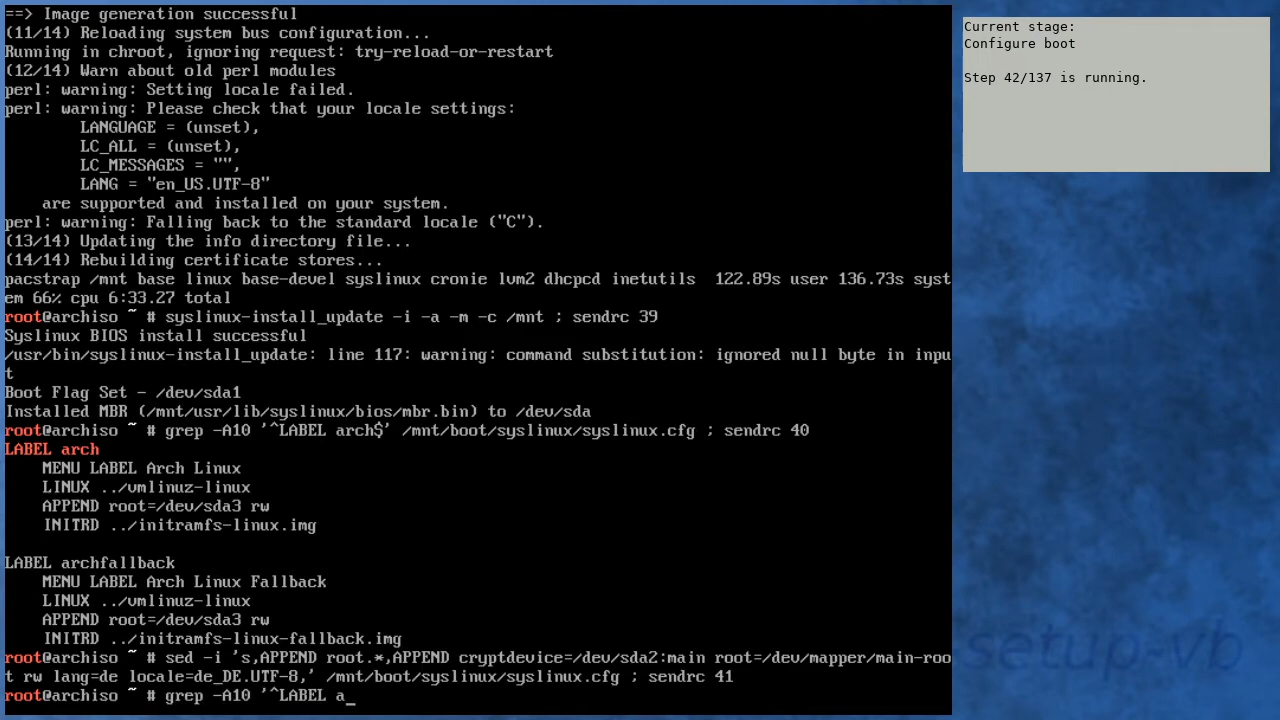 ==> Image generation successful
(11/14) Reloading system bus configuration...
Running in chroot, ignoring request: try-reload-or-restart
(12/14) Warn about old perl modules
perl: warning: Setting locale failed.
perl: warning: Please check that your locale settings:
        LANGUAGE = (unset),
        LC_ALL = (unset),
        LC_MESSAGES = "",
        LANG = "en_US.UTF-8"
    are supported and installed on your system.
perl: warning: Falling back to the standard locale ("C").
(13/14) Updating the info directory file...
(14/14) Rebuilding certificate stores...
pacstrap /mnt base linux base-devel syslinux cronie lvm2 dhcpcd inetutils  122.89s user 136.73s syst
em 66% cpu 6:33.27 total
root@archiso ~ # syslinux-install_update -i -a -m -c /mnt ; sendrc 39
Syslinux BIOS install successful
/usr/bin/syslinux-install_update: line 117: warning: command substitution: ignored null byte in inpu
t
Boot Flag Set - /dev/sda1
Installed MBR (/mnt/usr/lib/syslinux/bios/mbr.bin) to /dev/sda
root@archiso ~ # grep -A10 '^LABEL arch$' /mnt/boot/syslinux/syslinux.cfg ; sendrc 40
LABEL arch
    MENU LABEL Arch Linux
    LINUX ../vmlinuz-linux
    APPEND root=/dev/sda3 rw
    INITRD ../initramfs-linux.img

LABEL archfallback
    MENU LABEL Arch Linux Fallback
    LINUX ../vmlinuz-linux
    APPEND root=/dev/sda3 rw
    INITRD ../initramfs-linux-fallback.img
root@archiso ~ # sed -i 's,APPEND root.*,APPEND cryptdevice=/dev/sda2:main root=/dev/mapper/main-roo
t rw lang=de locale=de_DE.UTF-8,' /mnt/boot/syslinux/syslinux.cfg ; sendrc 41
root@archiso ~ # grep -A10 '^LABEL a_
Current stage:
Configure boot

Step 42/137 is running.
setup-vb